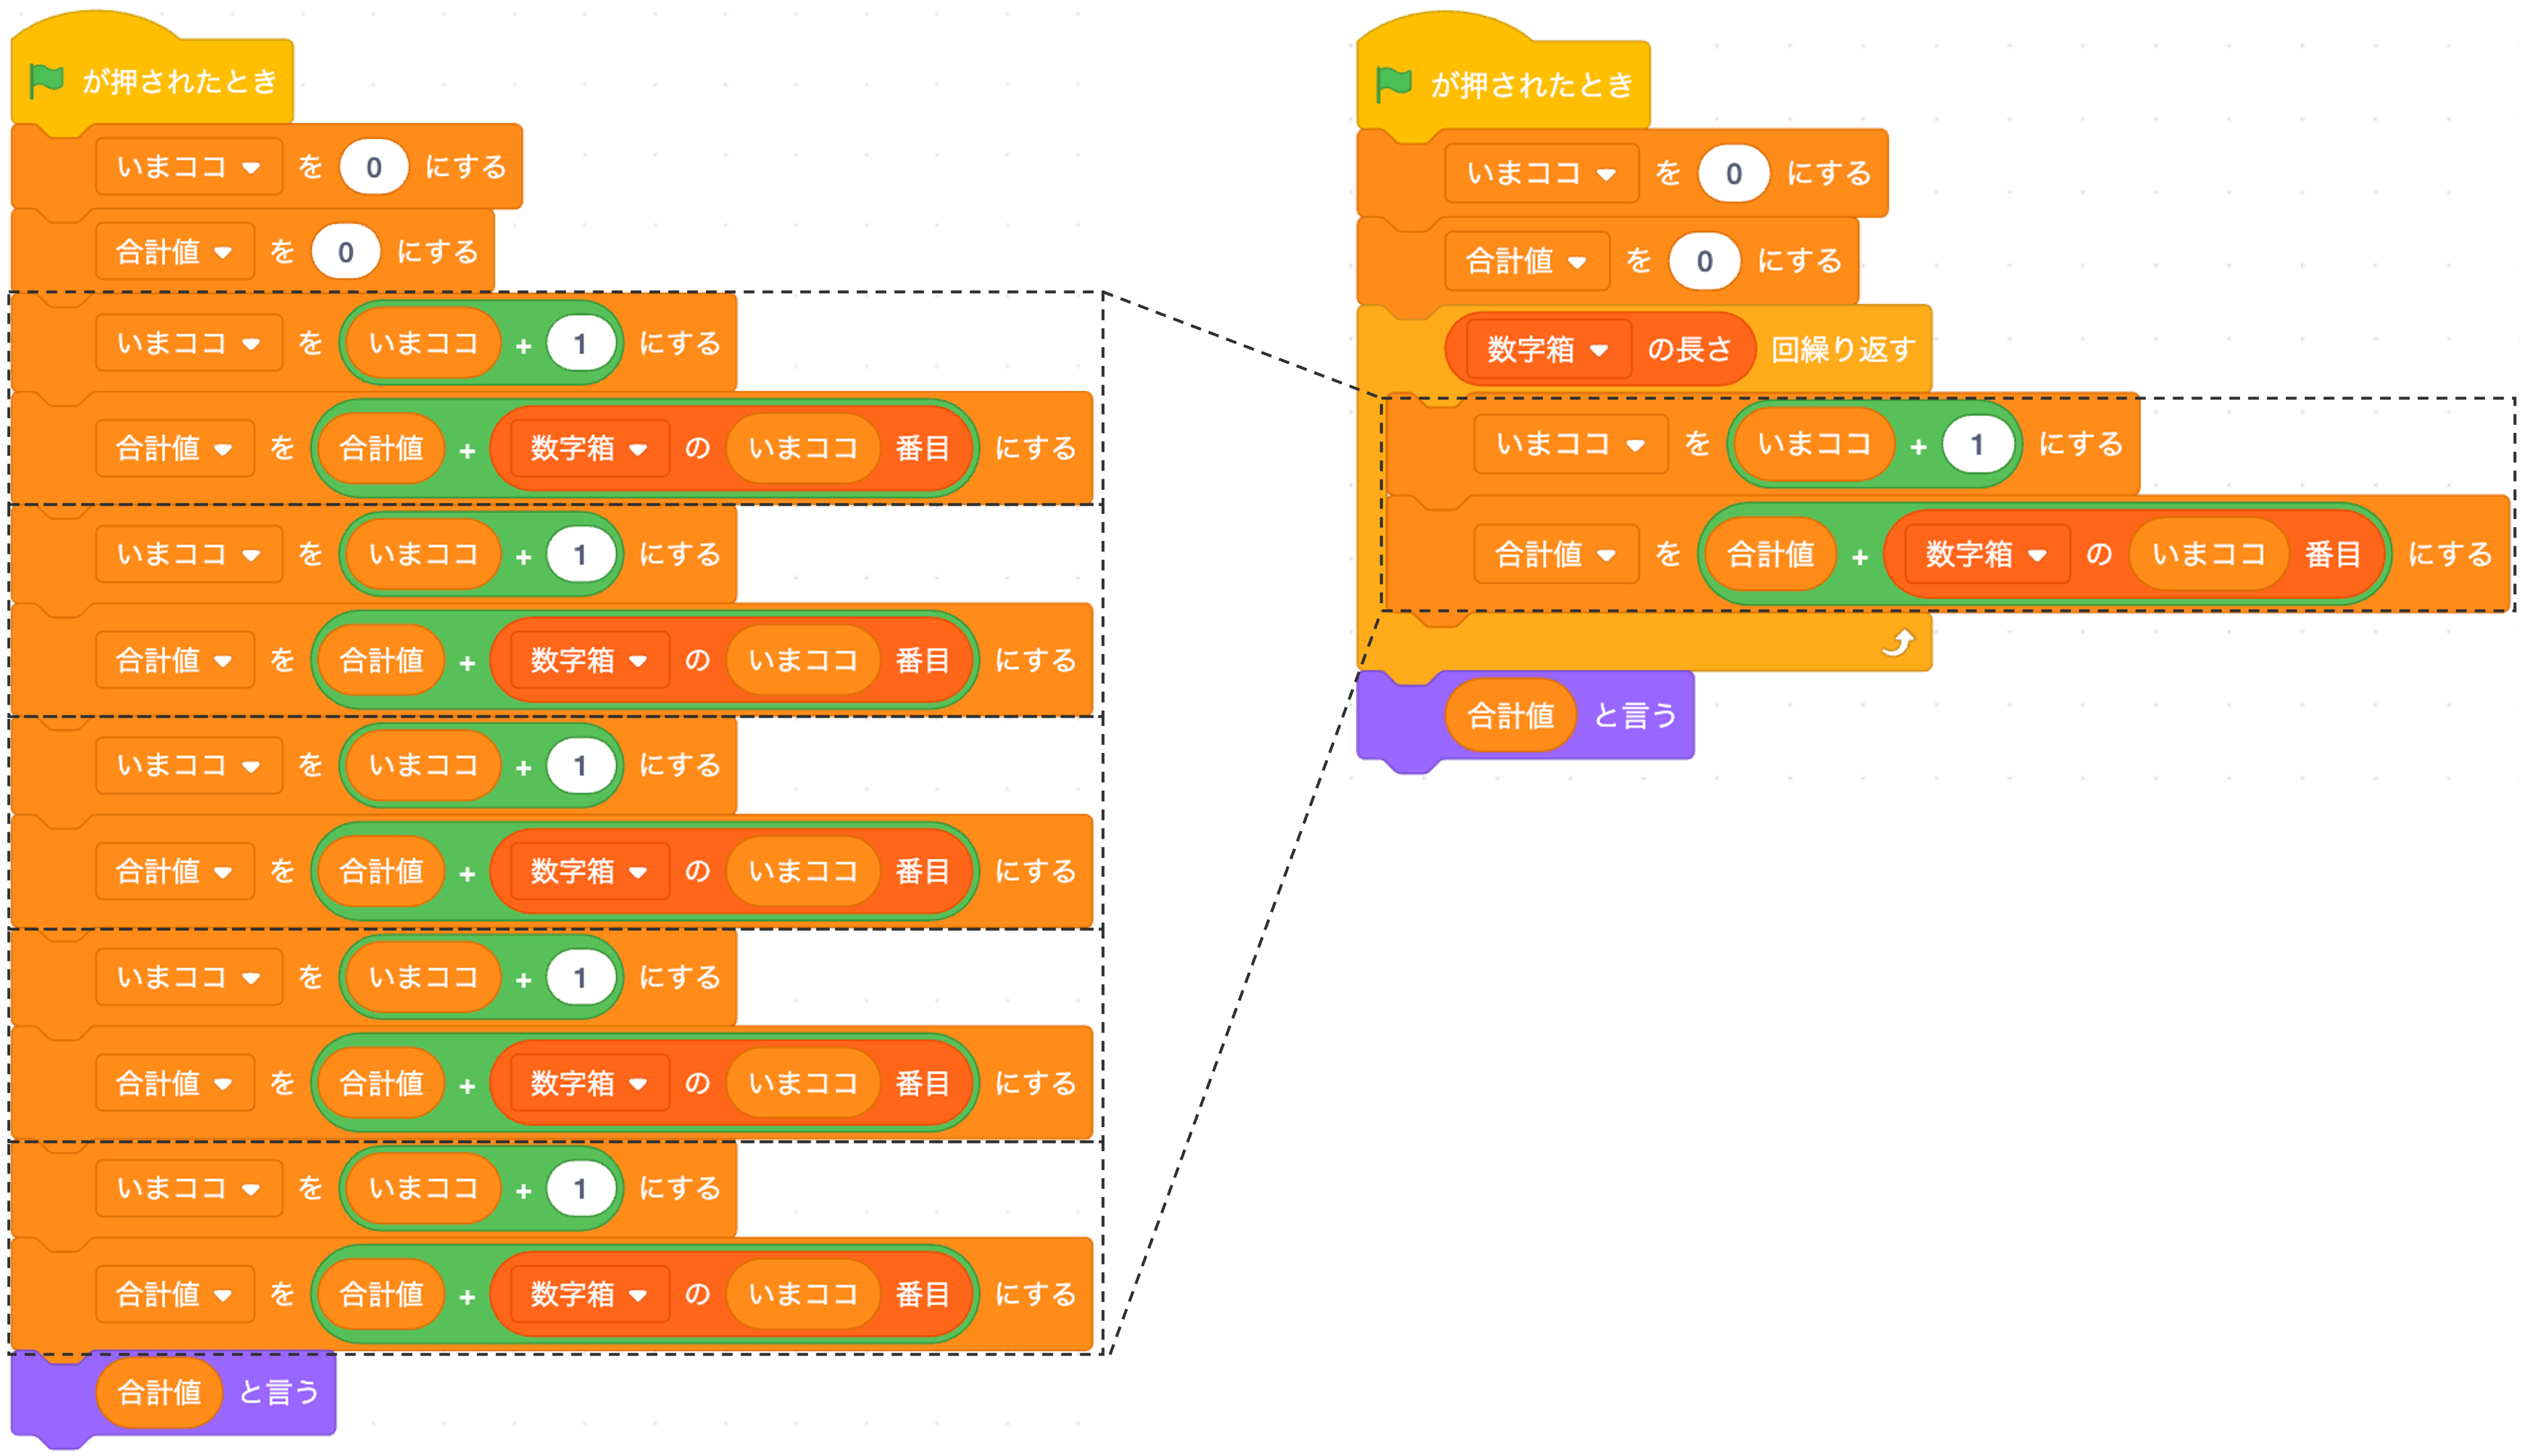 が押されたとき
いまココ を 0 にする
合計値 を 0 にする
いまココ を いまココ + 1 にする
合計値 を 合計値 + 数字箱 の いまココ 番目 にする
いまココ を いまココ + 1 にする
合計値 を 合計値 + 数字箱 の いまココ 番目 にする
いまココ を いまココ + 1 にする
合計値 を 合計値 + 数字箱 の いまココ 番目 にする
いまココ を いまココ + 1 にする
合計値 を 合計値 + 数字箱 の いまココ 番目 にする
いまココ を いまココ + 1 にする
合計値 を 合計値 + 数字箱 の いまココ 番目 にする
合計値 と言う
が押されたとき
いまココ を 0 にする
合計値 を 0 にする
数字箱 の長さ 回繰り返す
いまココ を いまココ + 1 にする
合計値 を 合計値 + 数字箱 の いまココ 番目 にする
合計値 と言う